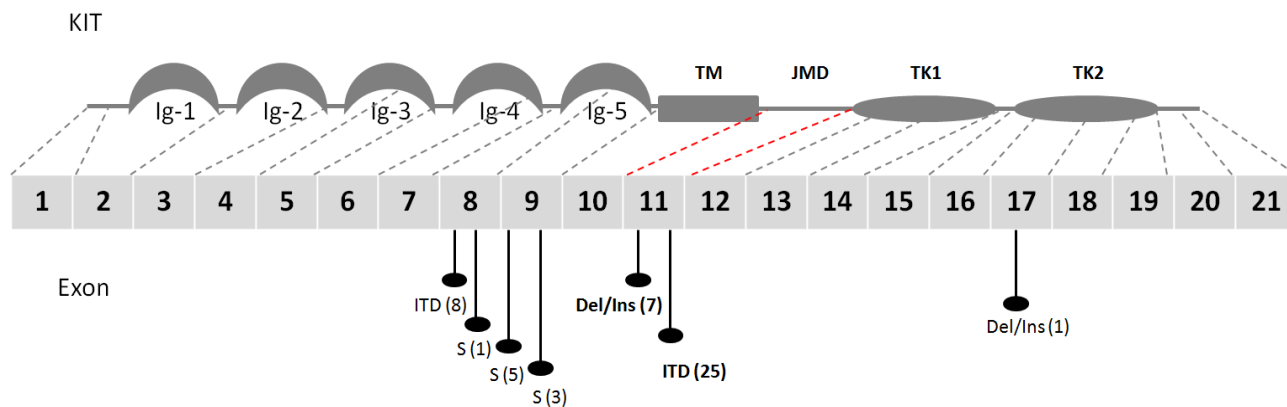 KIT
TM JMD TK1 TK2
Ig-1 Ig-2 Ig-3 Ig-4 Ig-5
1 2 3 4 5 6 7 8 9 10 11 12 13 14 15 16 17 18 19 20 21
Exon
ITD (8) Del/Ins (7) Del/Ins (1)
S (1)
S (5) ITD (25)
S (3)